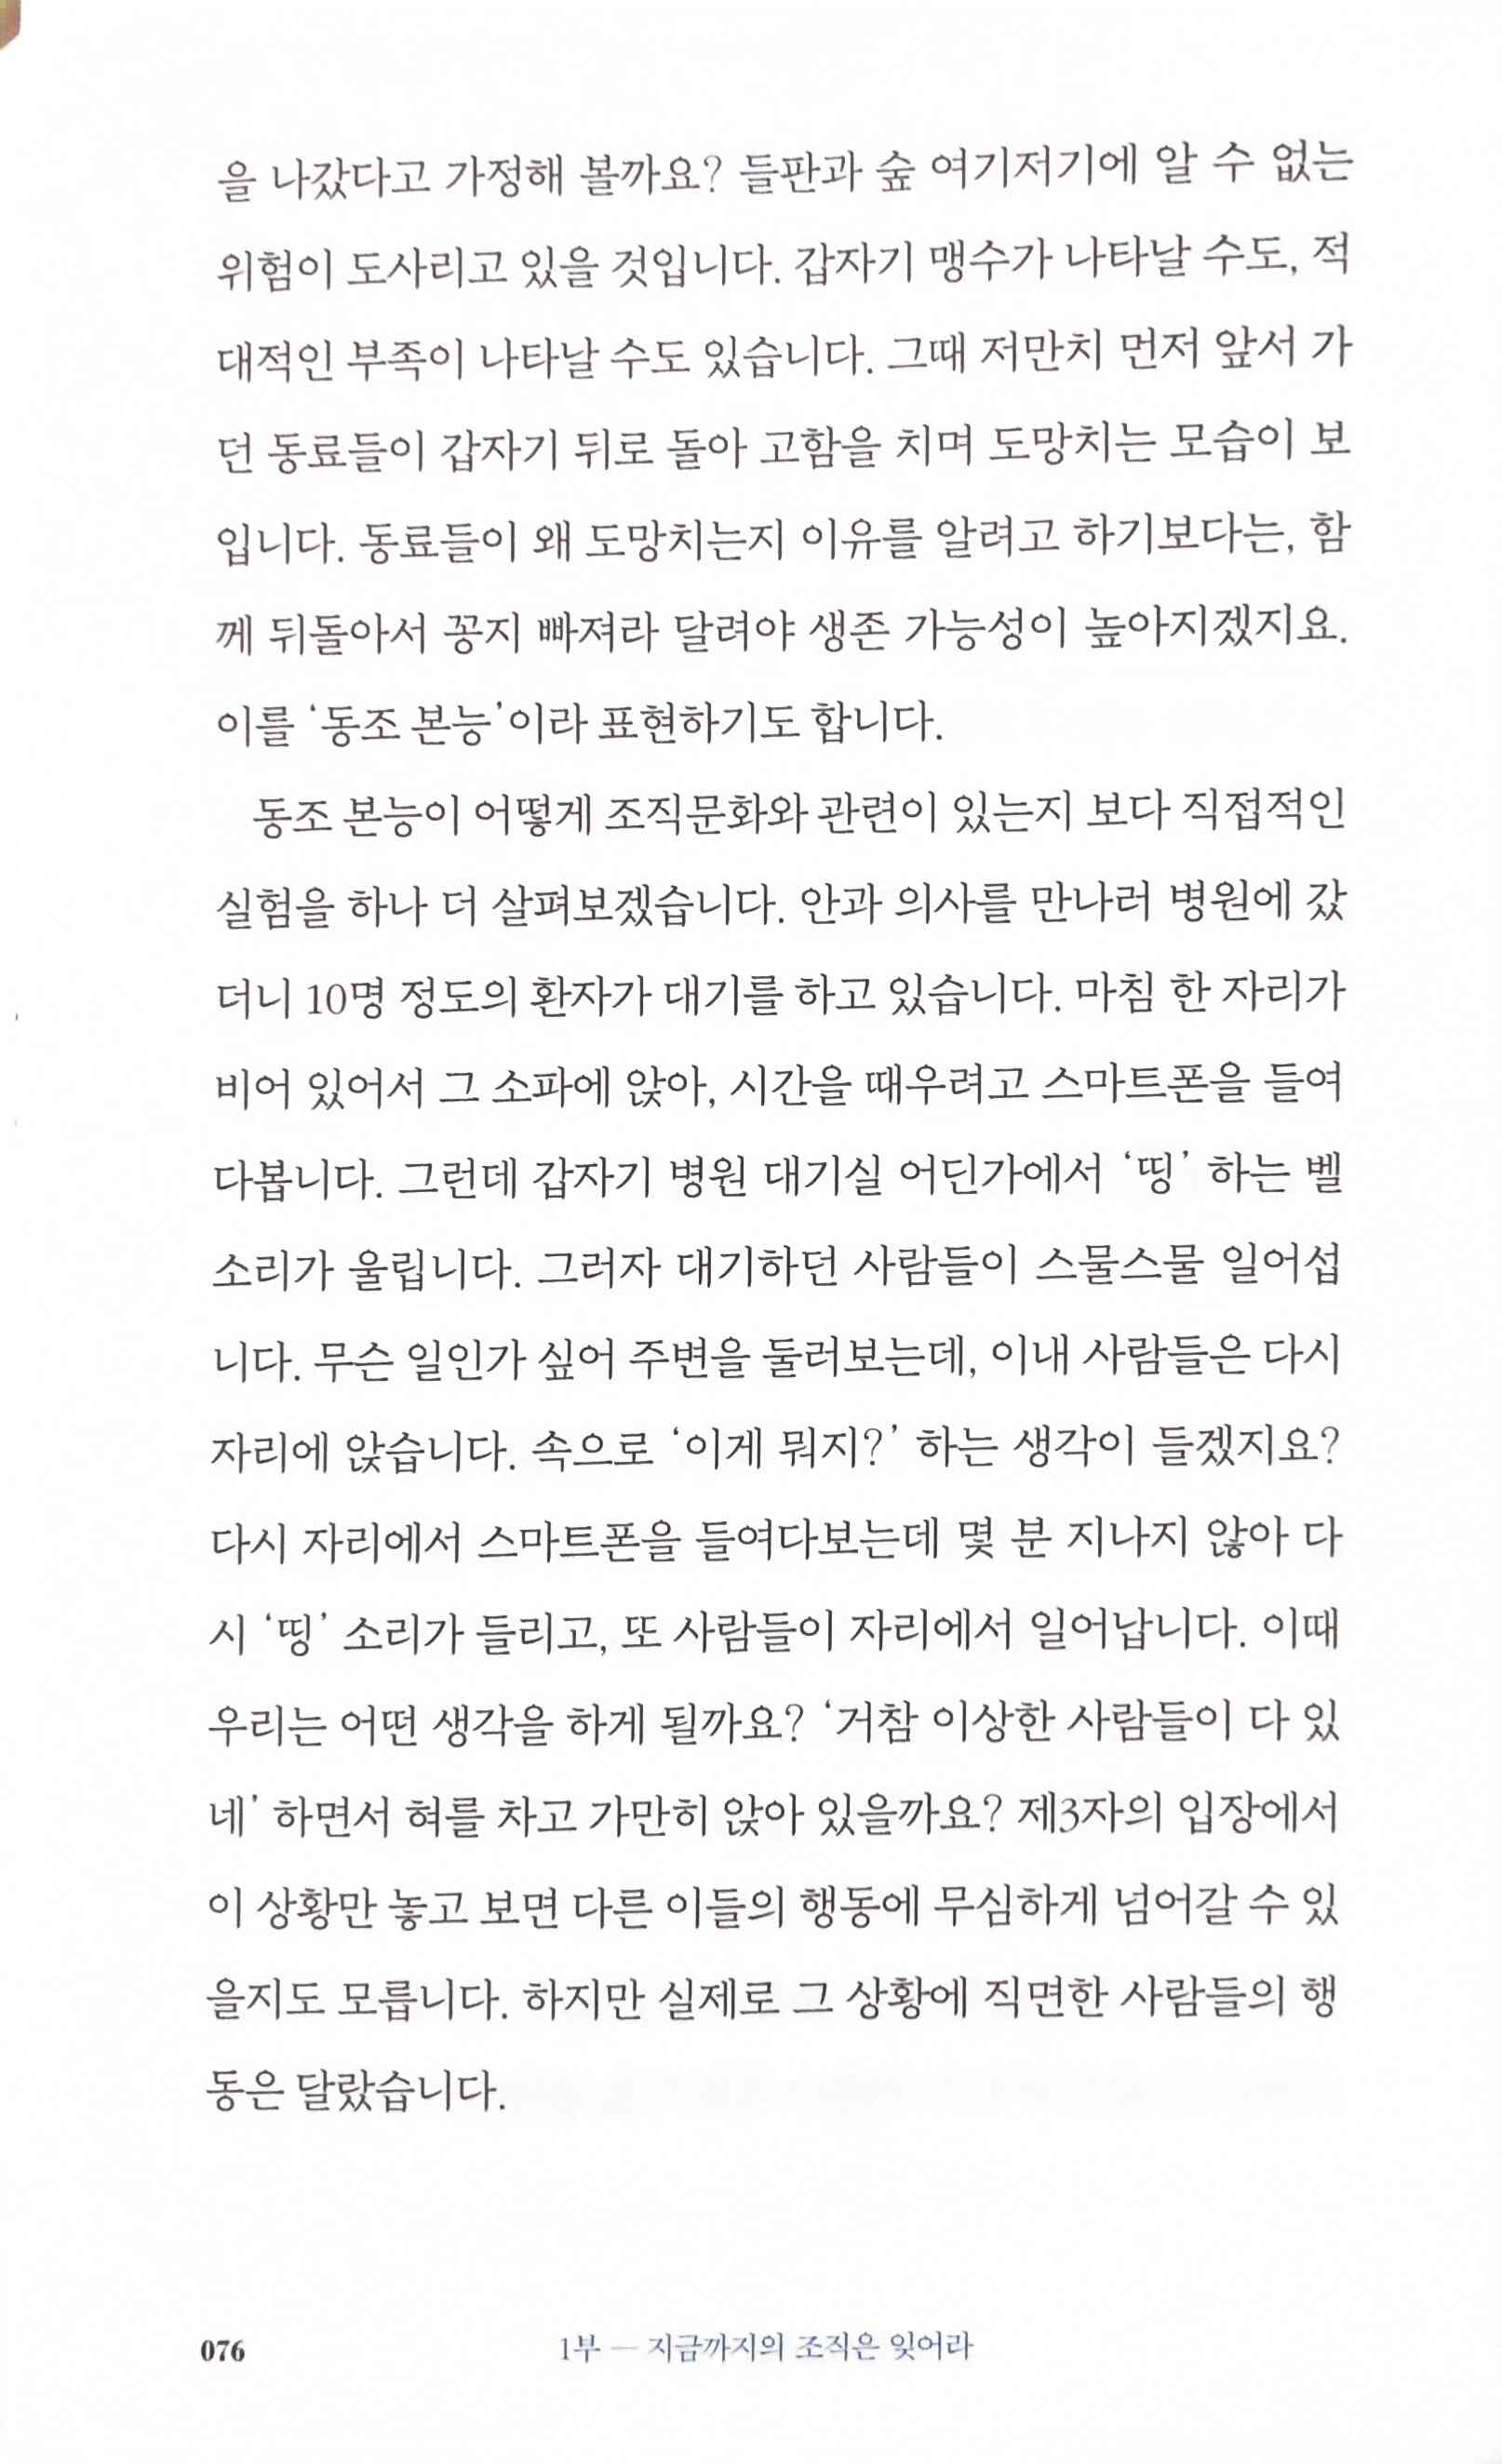 을 나갔다고 가정해 볼까요? 들판과 숲 여기저기에 알 수 없는
위험이 도사리고 있을 것입니다. 갑자기 맹수가 나타날 수도, 적
대적인 부족이 나타날 수도 있습니다. 그때 저만치 먼저 앞서 가
던 동료들이 갑자기 뒤로 돌아 고함을 치며 도망치는 모습이 보
입니다. 동료들이 왜 도망치는지 이유를 알려고 하기보다는, 함
께 뒤돌아서 꽁지 빠져라 달려야 생존 가능성이 높아지겠지요.
이를 ‘동조 본능’이라 표현하기도 합니다.
동조 본능이 어떻게 조직문화와 관련이 있는지 보다 직접적인
실험을 하나 더 살펴보겠습니다. 안과 의사를 만나러 병원에 갔
더니 10명 정도의 환자가 대기를 하고 있습니다. 마침 한 자리가
비어 있어서 그 소파에 앉아, 시간을 때우려고 스마트폰을 들여
다봅니다. 그런데 갑자기 병원 대기실 어딘가에서 ‘띵’ 하는 벨
소리가 울립니다. 그러자 대기하던 사람들이 스물스물 일어섭
니다. 무슨 일인가 싶어 주변을 둘러보는데, 이내 사람들은 다시
자리에 앉습니다. 속으로 ‘이게 뭐지?’ 하는 생각이 들겠지요?
다시 자리에서 스마트폰을 들여다보는데 몇 분 지나지 않아 다
시 ‘띵’ 소리가 들리고, 또 사람들이 자리에서 일어납니다. 이때
우리는 어떤 생각을 하게 될까요? ‘거참 이상한 사람들이 다 있
네’ 하면서 혀를 차고 가만히 앉아 있을까요? 제3자의 입장에서
이 상황만 놓고 보면 다른 이들의 행동에 무심하게 넘어갈 수 있
을지도 모릅니다. 하지만 실제로 그 상황에 직면한 사람들의 행
동은 달랐습니다.
076 1부 — 지금까지의 조직은 잊어라